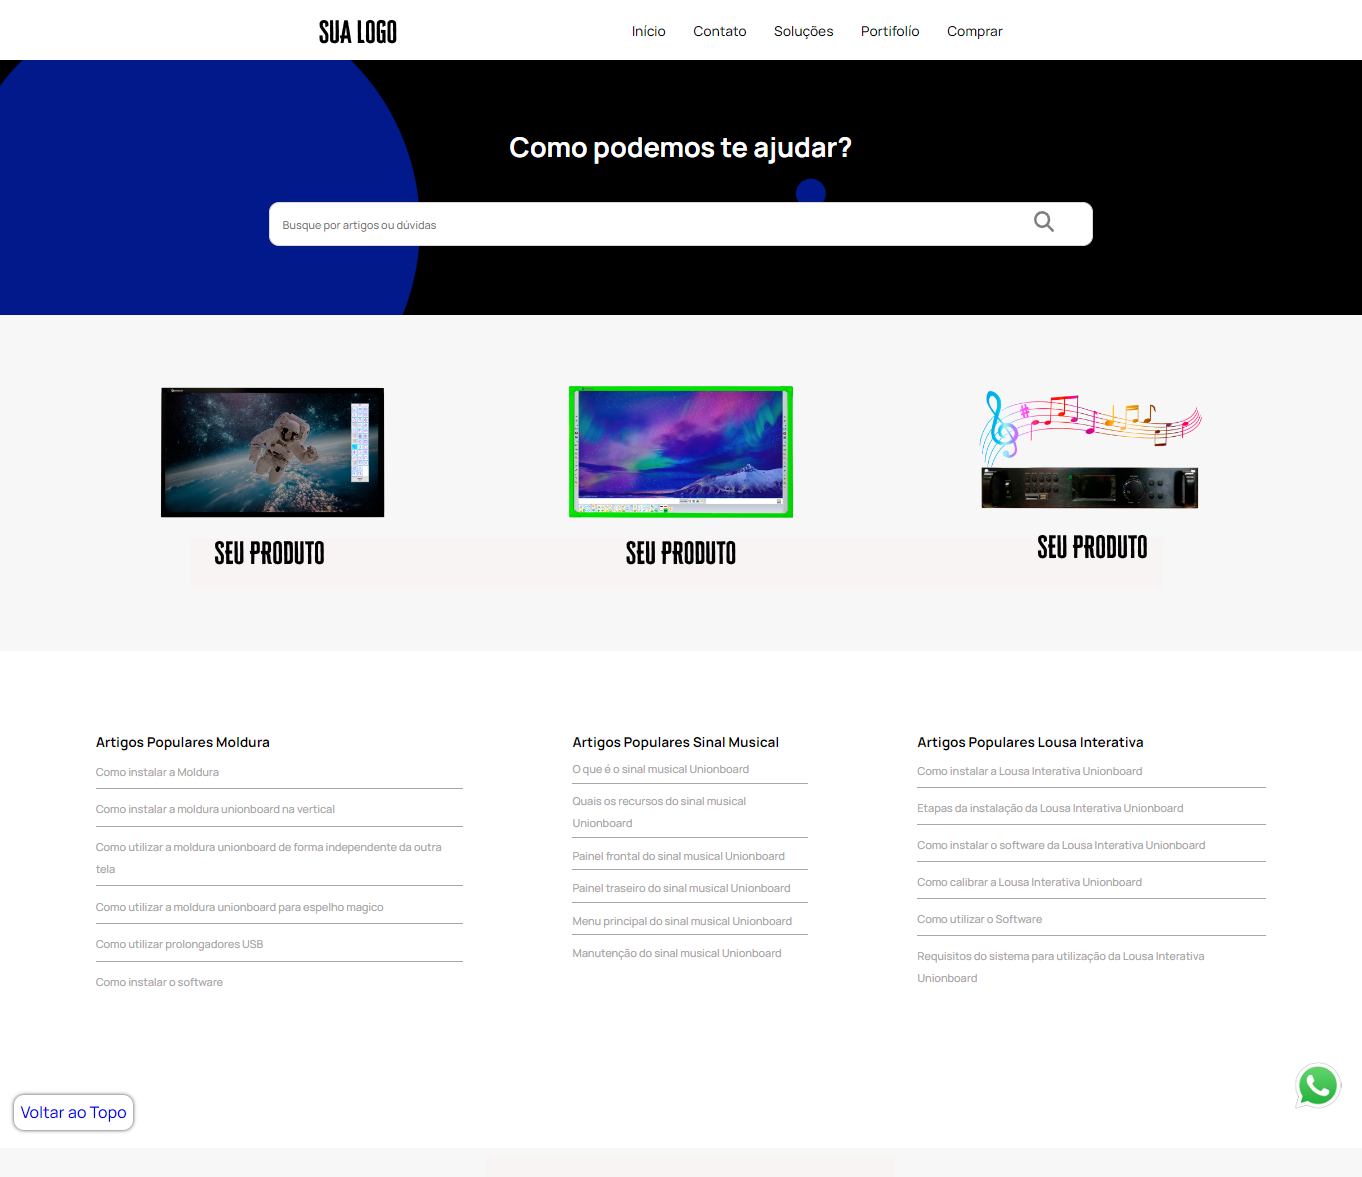 SUA LOGO
Início Contato Soluções Portifolío Comprar
Como podemos te ajudar?
Busque por artigos ou dúvidas
SEU PRODUTO SEU PRODUTO SEU PRODUTO
Artigos Populares Moldura
Como instalar a Moldura
Como instalar a moldura unionboard na vertical
Como utilizar a moldura unionboard de forma independente da outra
tela
Como utilizar a moldura unionboard para espelho magico
Como utilizar prolongadores USB
Como instalar o software
Artigos Populares Sinal Musical
O que é o sinal musical Unionboard
Quais os recursos do sinal musical
Unionboard
Painel frontal do sinal musical Unionboard
Painel traseiro do sinal musical Unionboard
Menu principal do sinal musical Unionboard
Manutenção do sinal musical Unionboard
Artigos Populares Lousa Interativa
Como instalar a Lousa Interativa Unionboard
Etapas da instalação da Lousa Interativa Unionboard
Como instalar o software da Lousa Interativa Unionboard
Como calibrar a Lousa Interativa Unionboard
Como utilizar o Software
Requisitos do sistema para utilização da Lousa Interativa
Unionboard
Voltar ao Topo